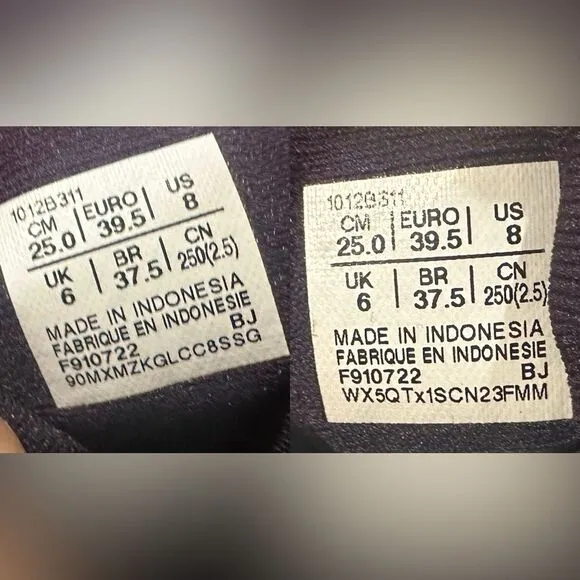 1012B311
CM | EURO | US
25.0 | 39.5 | 8
UK | BR | CN
6 | 37.5 | 250(2.5)
MADE IN INDONESIA
FABRIQUE EN INDONESIE
F910722 BJ
90MXMZKGLCC8SSG
1012B311
CM | EURO | US
25.0 | 39.5 | 8
UK | BR | CN
6 | 37.5 | 250(2.5)
MADE IN INDONESIA
FABRIQUE EN INDONESIE
F910722 BJ
WX5QTx1SCN23FMM